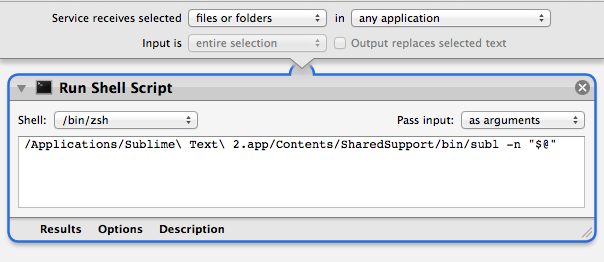 Service receives selected files or folders in any application
Input is entire selection Output replaces selected text
Run Shell Script
Shell: /bin/zsh Pass input: as arguments
/Applications/Sublime\ Text\ 2.app/Contents/SharedSupport/bin/subl -n "$@"
Results Options Description